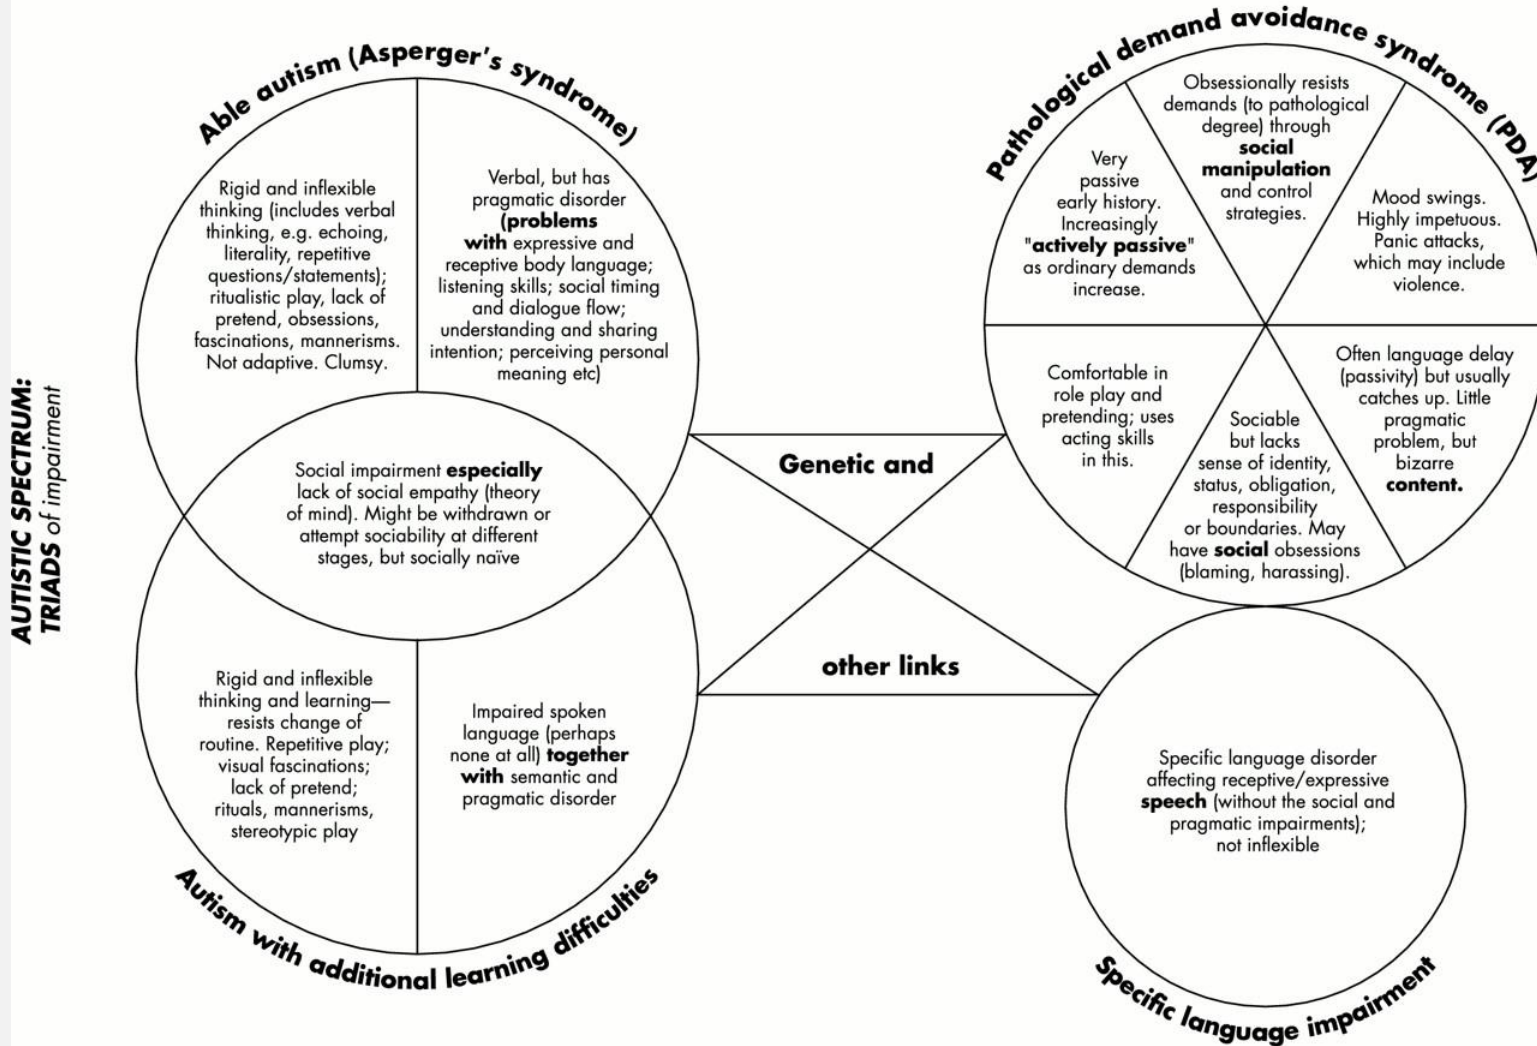 AUTISTIC SPECTRUM:
TRIADS of impairment
Able autism (Asperger's syndrome)
Rigid and inflexible
thinking (includes verbal
thinking, e.g. echoing,
literality, repetitive
questions/statements);
ritualistic play, lack of
pretend, obsessions,
fascinations, mannerisms.
Not adaptive. Clumsy.
Verbal, but has
pragmatic disorder
(problems
with expressive and
receptive body language;
listening skills; social timing
and dialogue flow;
understanding and sharing
intention; perceiving personal
meaning etc)
Social impairment especially
lack of social empathy (theory
of mind). Might be withdrawn or
attempt sociability at different
stages, but socially naïve
Rigid and inflexible
thinking and learning—
resists change of
routine. Repetitive play;
visual fascinations;
lack of pretend;
rituals, mannerisms,
stereotypic play
Impaired spoken
language (perhaps
none at all) together
with semantic and
pragmatic disorder
Autism with additional learning difficulties
Genetic and
other links
Pathological demand avoidance syndrome (PDA)
Very
passive
early history.
Increasingly
"actively passive"
as ordinary demands
increase.
Obsessionally resists
demands (to pathological
degree) through
social
manipulation
and control
strategies.
Mood swings.
Highly impetuous.
Panic attacks,
which may include
violence.
Comfortable in
role play and
pretending; uses
acting skills
in this.
Sociable
but lacks
sense of identity,
status, obligation,
responsibility
or boundaries. May
have social obsessions
(blaming, harassing).
Often language delay
(passivity) but usually
catches up. Little
pragmatic
problem, but
bizarre
content.
Specific language disorder
affecting receptive/expressive
speech (without the social and
pragmatic impairments);
not inflexible
Specific language impairment